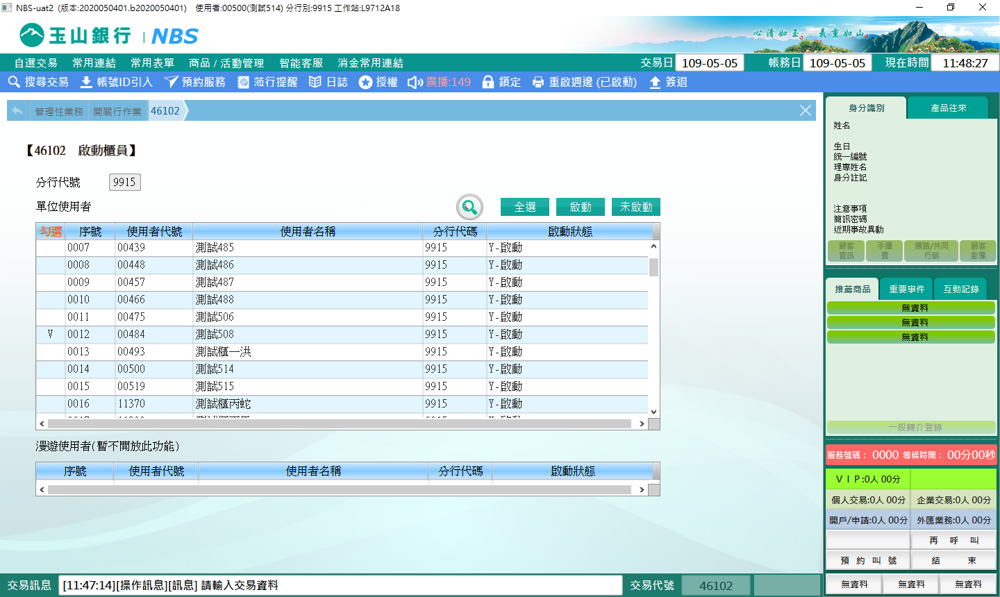 NBS-uat2 (版本:2020050401.b2020050401) 使用者:00500(測試514) 分行別:9915 工作站:L9712A18
玉山銀行 NBS
心清如玉。義重如山。
自選交易 常用連結 常用表單 商品 / 活動管理 智能客服 消金常用連結 交易日 109-05-05 帳務日 109-05-05 現在時間 11:48:27
搜尋交易 帳號ID引入 預約服務 蒞行提醒 日誌 授權 廣播:149 鎖定 重啟週邊 (已啟動) 簽退
管理性業務 開關行作業 46102
【46102 啟動櫃員】
分行代號 9915
單位使用者 全選 啟動 未啟動
勾選 序號 使用者代號 使用者名稱 分行代碼 啟動狀態
0007 00439 測試485 9915 Y-啟動
0008 00448 測試486 9915 Y-啟動
0009 00457 測試487 9915 Y-啟動
0010 00466 測試488 9915 Y-啟動
0011 00475 測試506 9915 Y-啟動
V 0012 00484 測試508 9915 Y-啟動
0013 00493 測試櫃一洪 9915 Y-啟動
0014 00500 測試514 9915 Y-啟動
0015 00519 測試515 9915 Y-啟動
0016 11370 測試櫃丙蛇 9915 Y-啟動
漫遊使用者(暫不開放此功能)
序號 使用者代號 使用者名稱 分行代碼 啟動狀態
交易訊息 [11:47:14][操作訊息][訊息] 請輸入交易資料 交易代號 46102
身分識別 產品往來
姓名
生日
統一編號
理專姓名
身分註記
注意事項
簡訊密碼
近期事故異動
顧客資訊 手續費 通路/共同行銷 顧客影像
推薦商品 重要事件 互動記錄
無資料
無資料
無資料
一般轉介登錄
服務號碼： 0000 等候時間： 00分00秒
ＶＩＰ:0人 00分
個人交易:0人 00分 企業交易:0人 00分
開戶/申請:0人 00分 外匯業務:0人 00分
再 呼 叫
預 約 叫 號 結 束
無資料 無資料 無資料